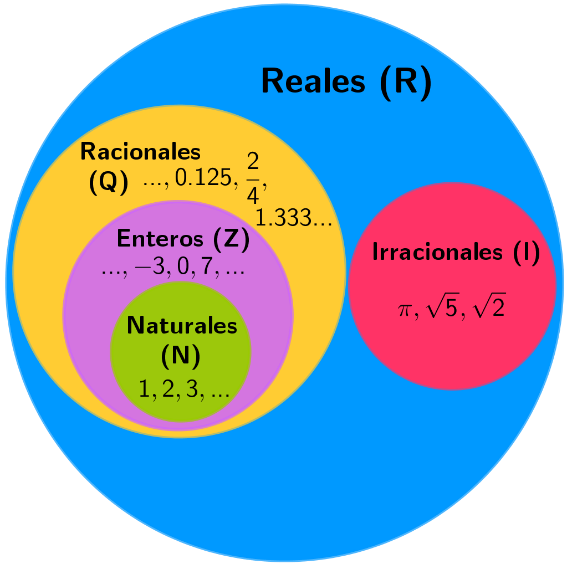 Reales (R)
Racionales
(Q) ..., 0.125, 2/4,
1.333...
Enteros (Z)
..., −3, 0, 7, ...
Naturales
(N)
1, 2, 3, ...
Irracionales (I)
π, √5, √2